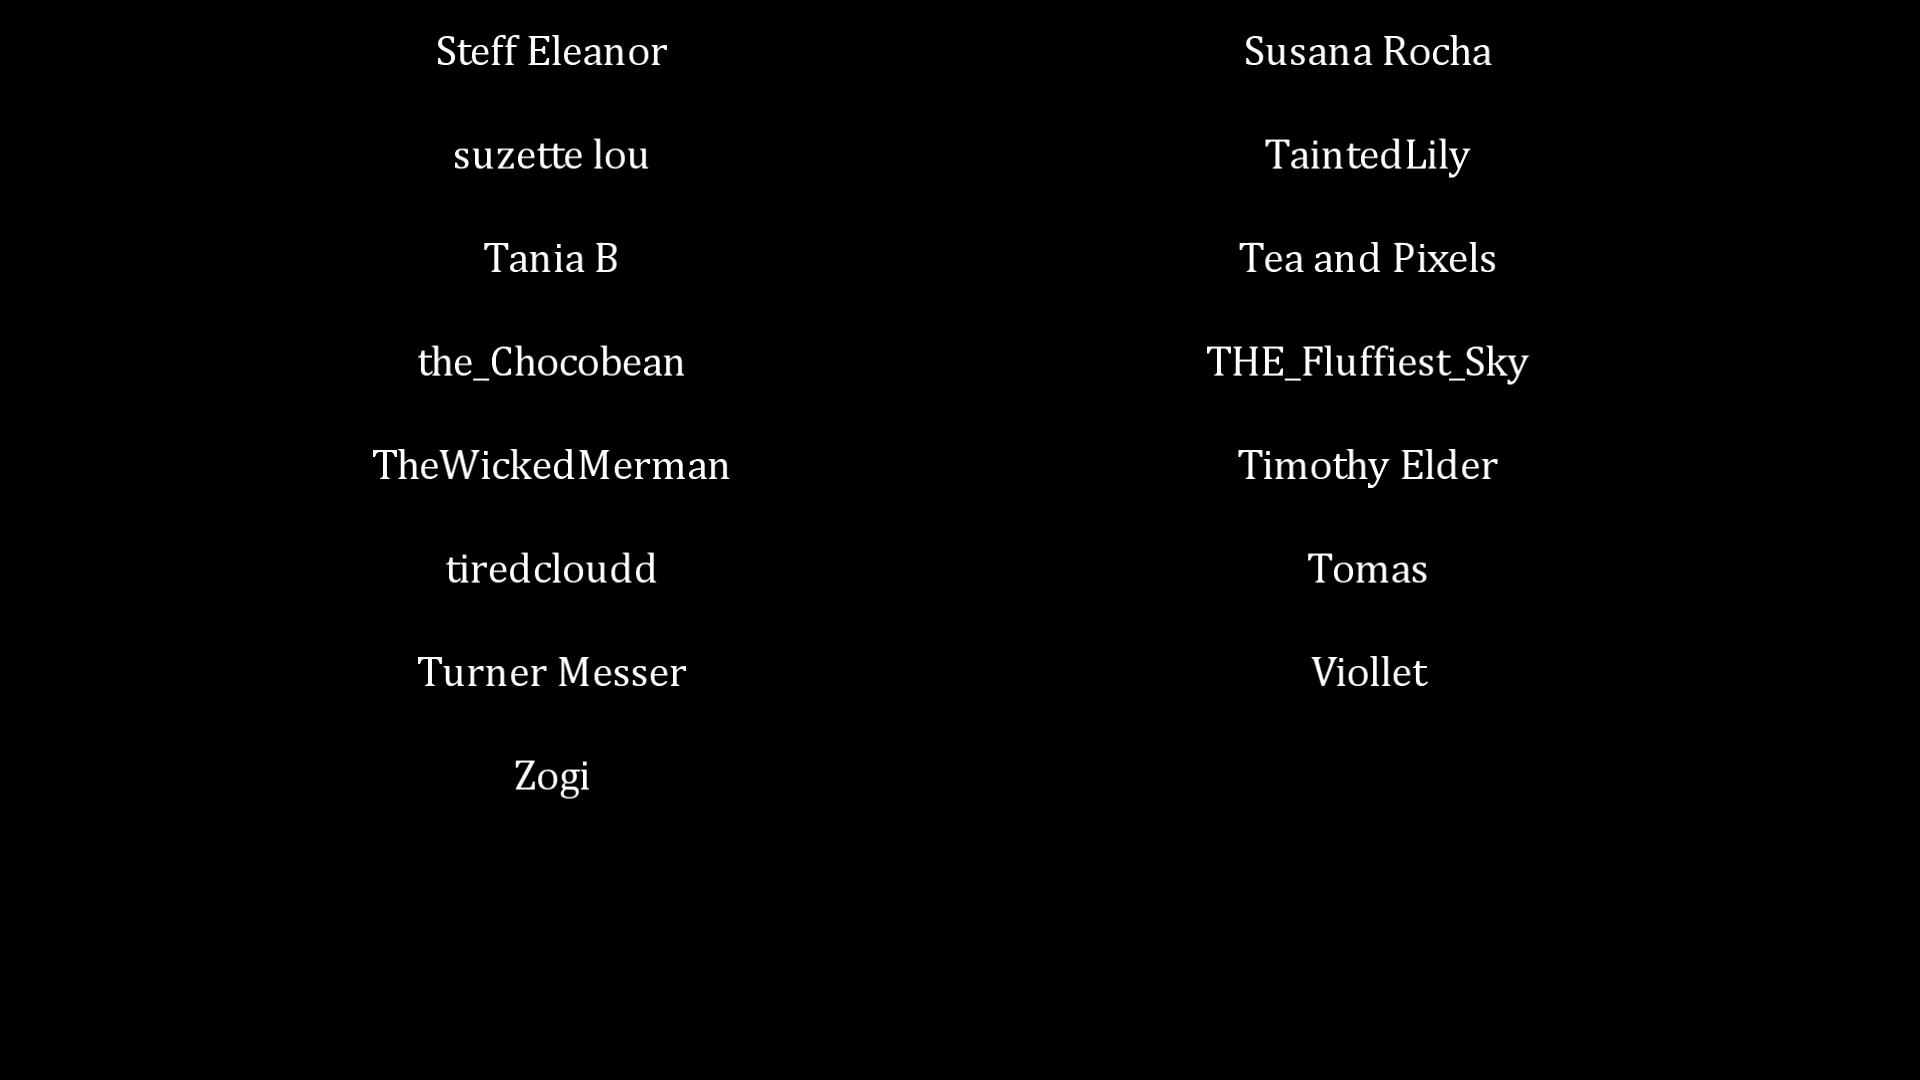 Steff Eleanor
Susana Rocha
suzette lou
TaintedLily
Tania B
Tea and Pixels
the_Chocobean
THE_Fluffiest_Sky
TheWickedMerman
Timothy Elder
tiredcloudd
Tomas
Turner Messer
Viollet
Zogi